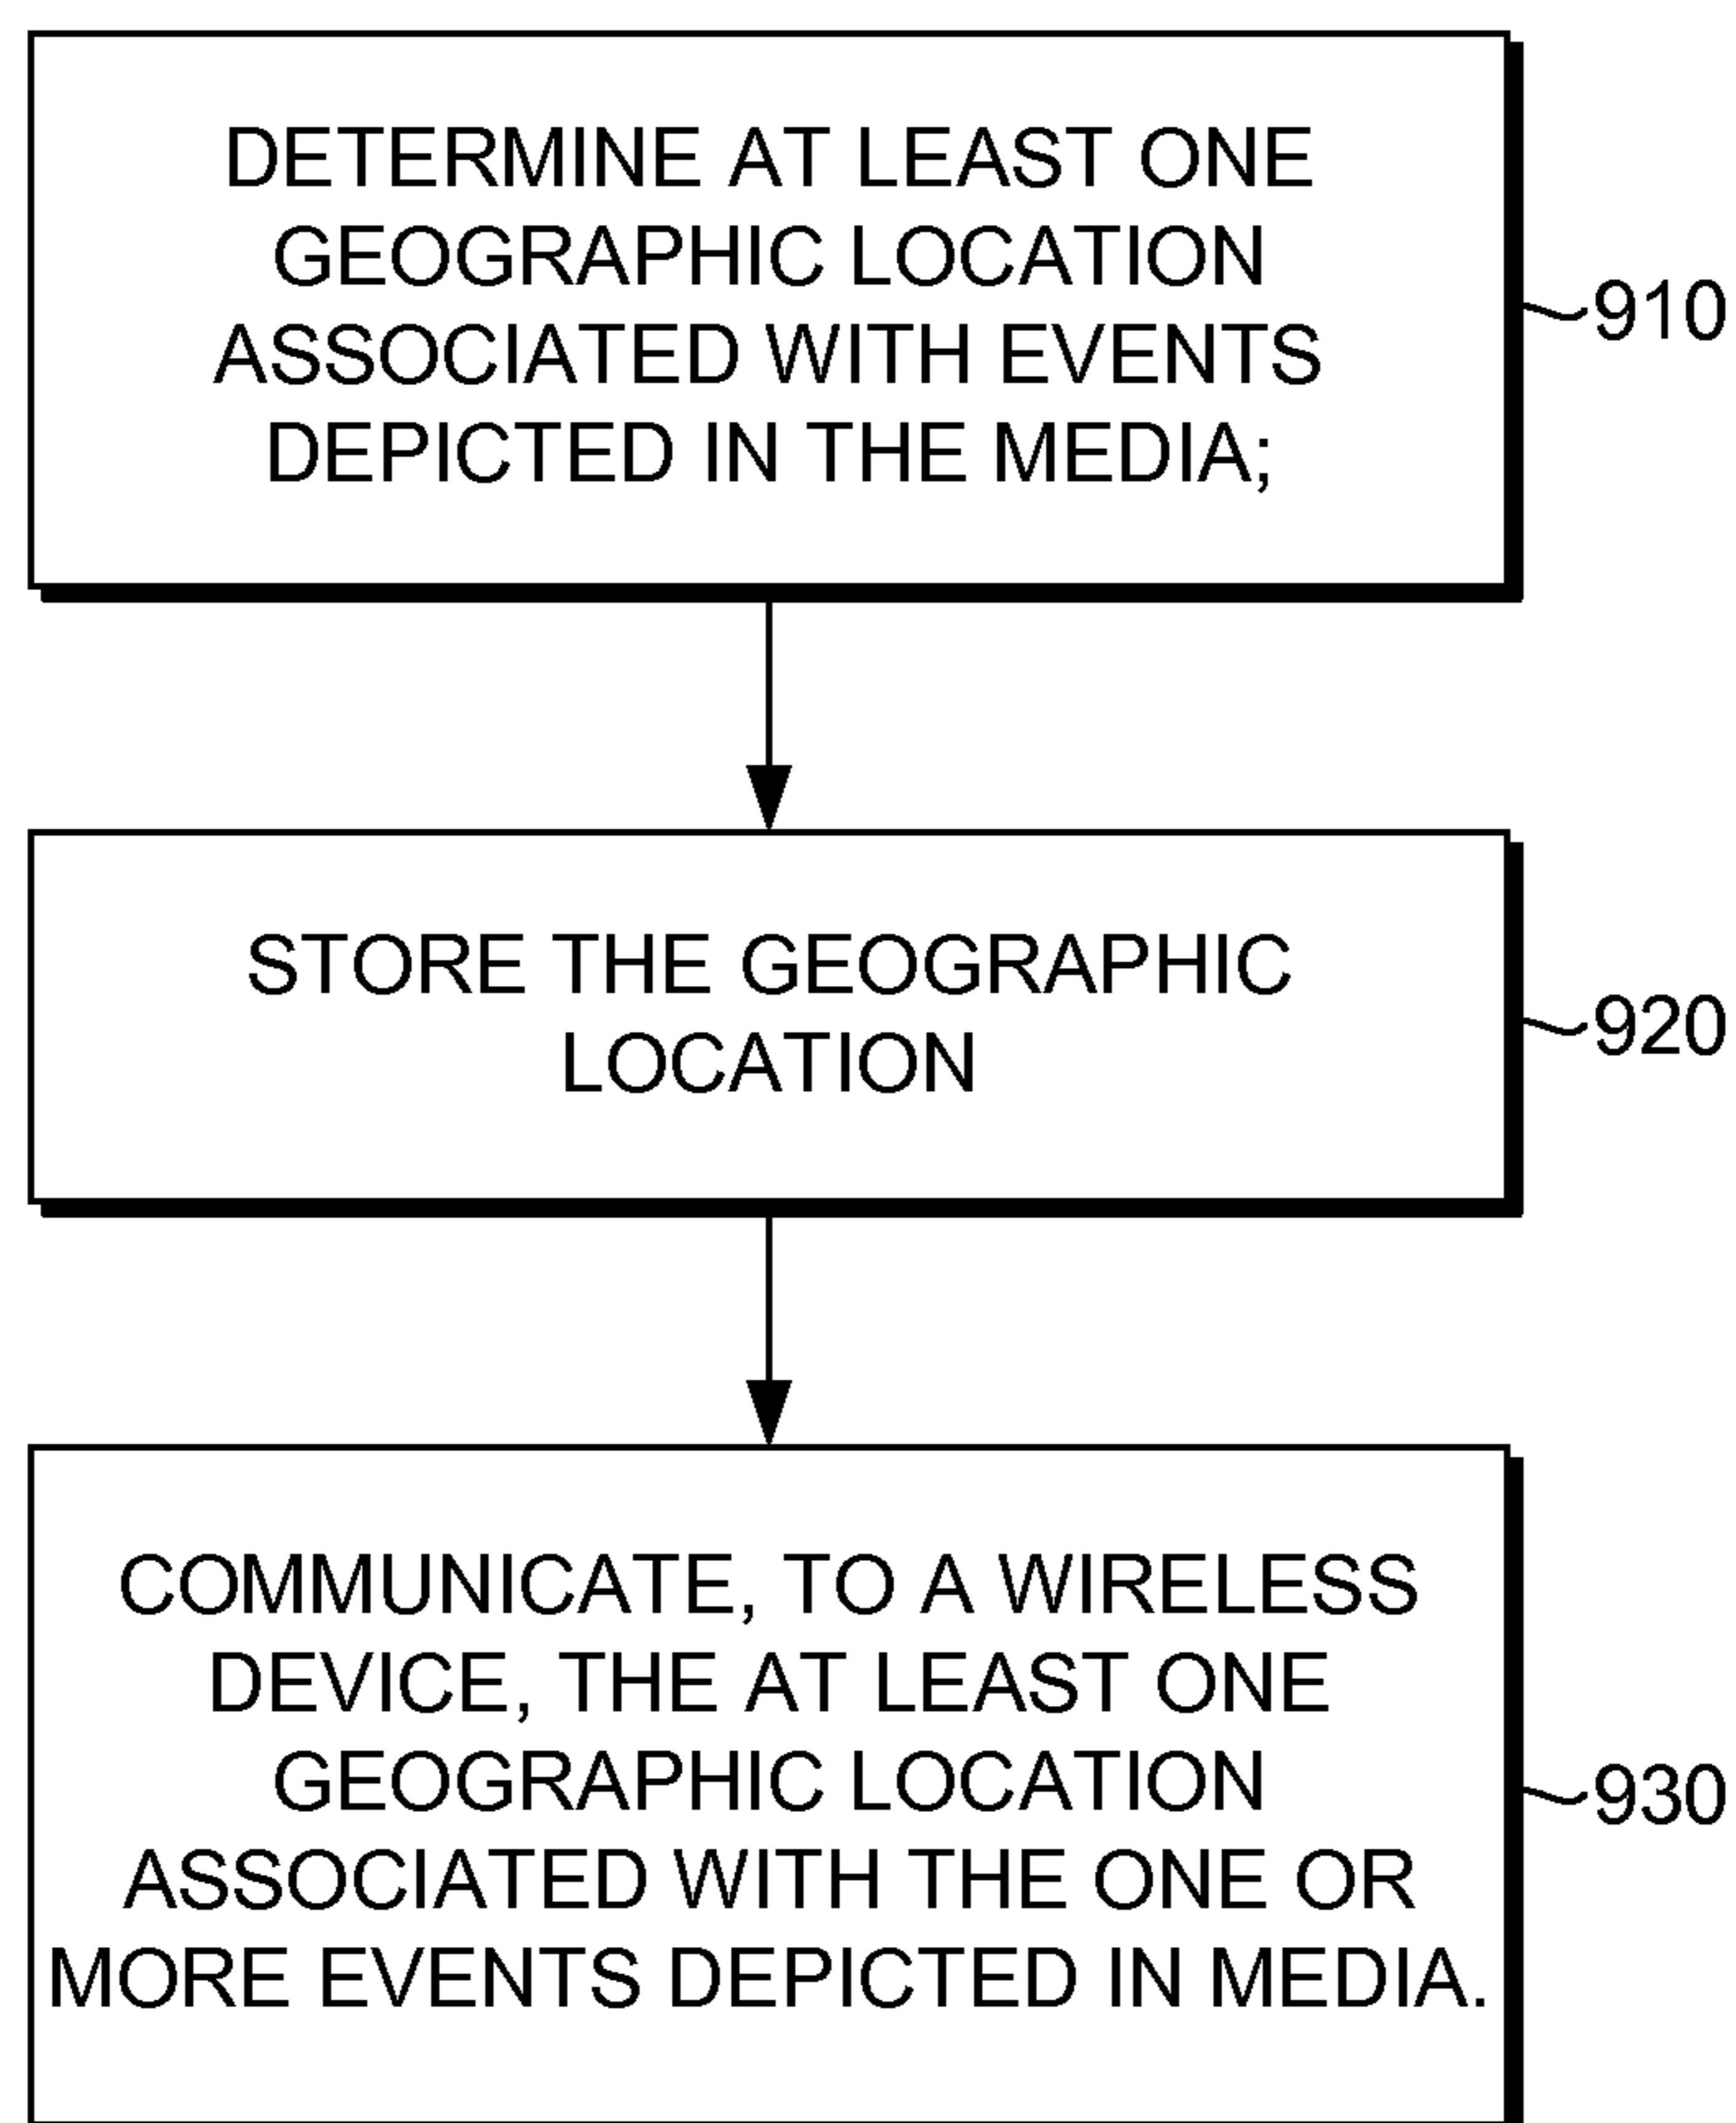 DETERMINE AT LEAST ONE
GEOGRAPHIC LOCATION
ASSOCIATED WITH EVENTS
DEPICTED IN THE MEDIA;
910
STORE THE GEOGRAPHIC
LOCATION
920
COMMUNICATE, TO A WIRELESS
DEVICE, THE AT LEAST ONE
GEOGRAPHIC LOCATION
ASSOCIATED WITH THE ONE OR
MORE EVENTS DEPICTED IN MEDIA.
930